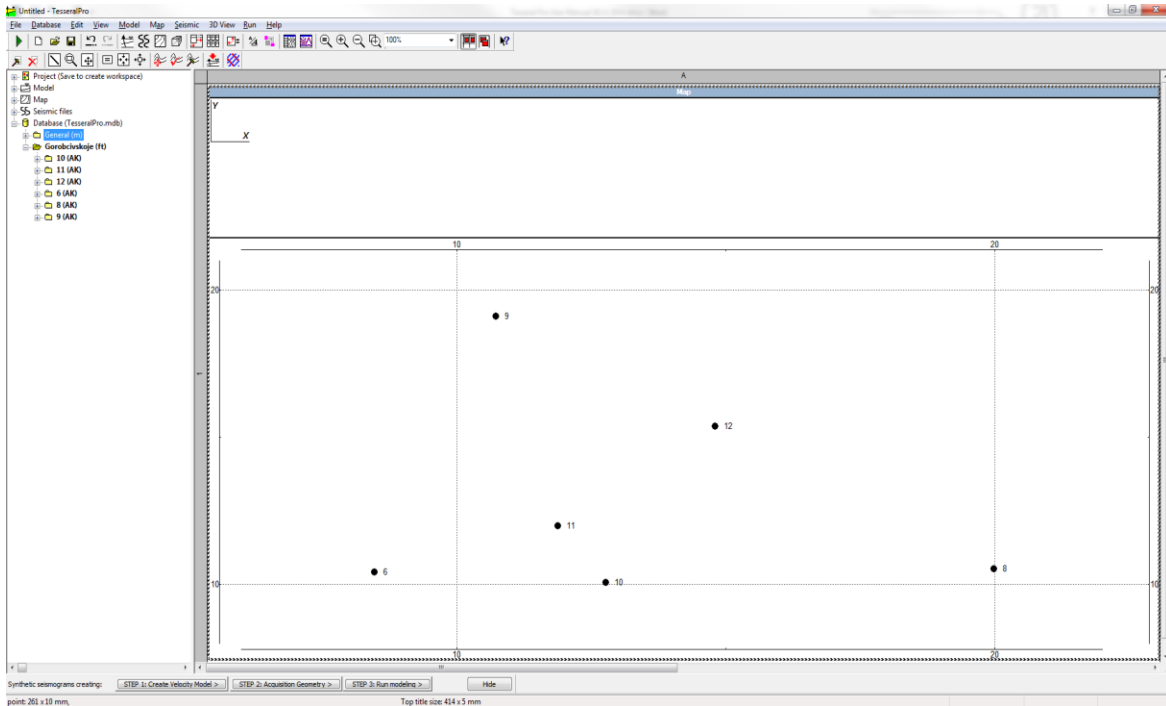 Untitled - TesseralPro
File Database Edit View Model Map Seismic 3D View Run Help
100%
Project (Save to create workspace)
Model
Map
Seismic files
Database (TesseralPro.mdb)
General (m)
Gorobcivskoje (ft)
10 (AK)
11 (AK)
12 (AK)
6 (AK)
8 (AK)
9 (AK)
A
Map
Y
X
10 20
20 20
9
12
11
6
10
8
10 10
10 20
Synthetic seismograms creating: STEP 1: Create Velocity Model > STEP 2: Acquisition Geometry > STEP 3: Run modeling > Hide
point: 261 x 10 mm, Top title size: 414 x 5 mm